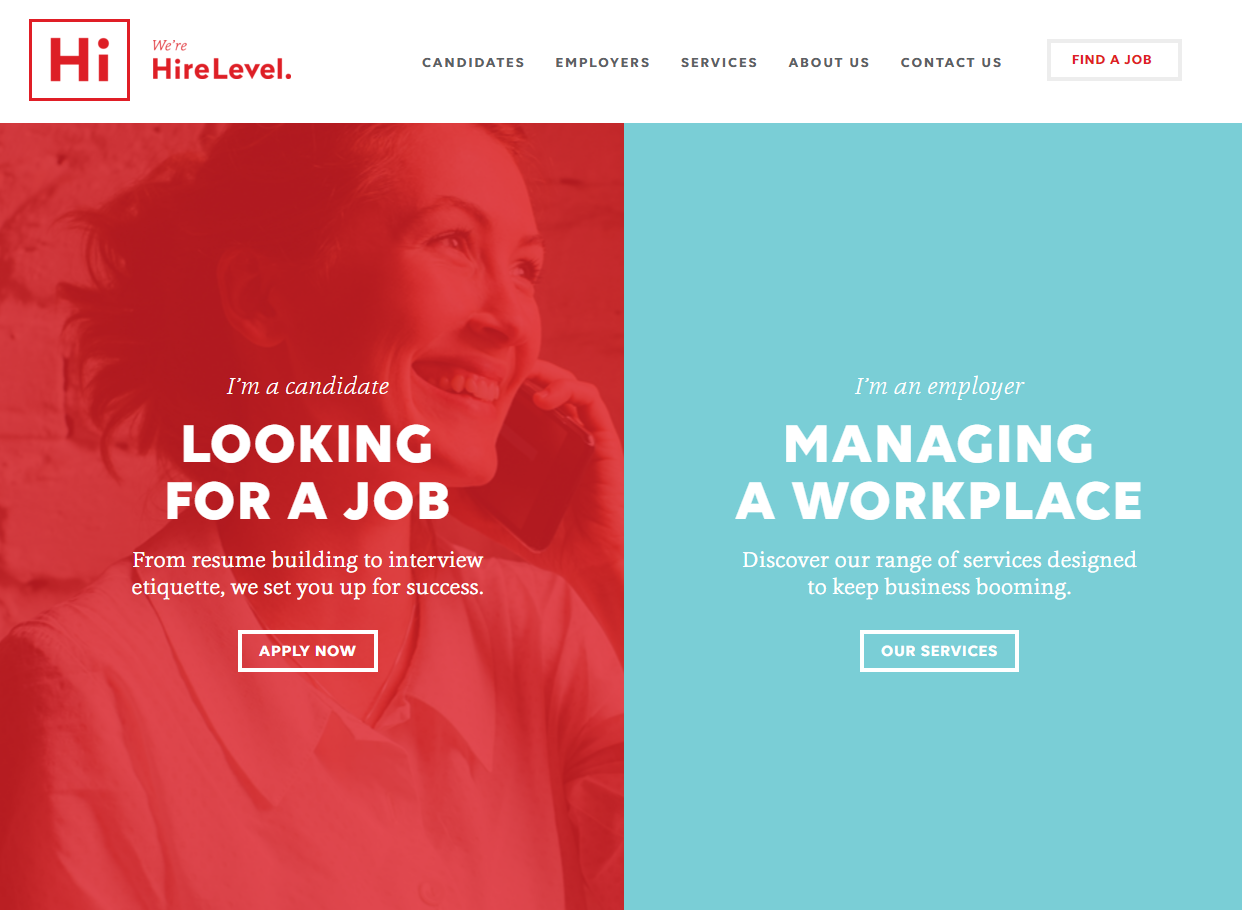 Hi
We're
HireLevel.
CANDIDATES EMPLOYERS SERVICES ABOUT US CONTACT US FIND A JOB
I'm a candidate
LOOKING
FOR A JOB
From resume building to interview
etiquette, we set you up for success.
APPLY NOW
I'm an employer
MANAGING
A WORKPLACE
Discover our range of services designed
to keep business booming.
OUR SERVICES